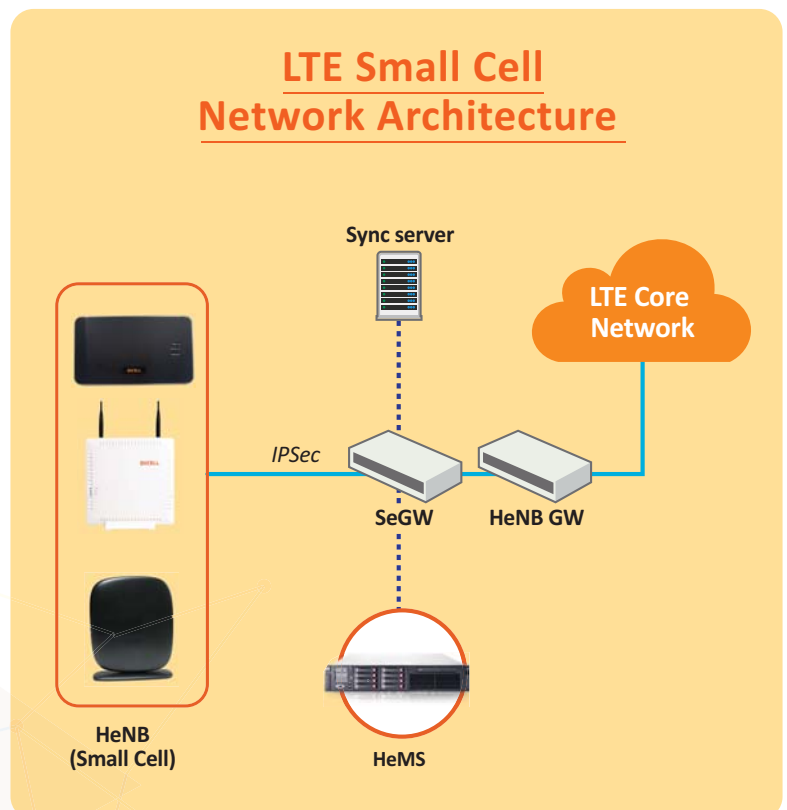 LTE Small Cell
Network Architecture
Sync server
LTE Core
Network
IPSec
SeGW
HeNB GW
HeNB
(Small Cell)
HeMS